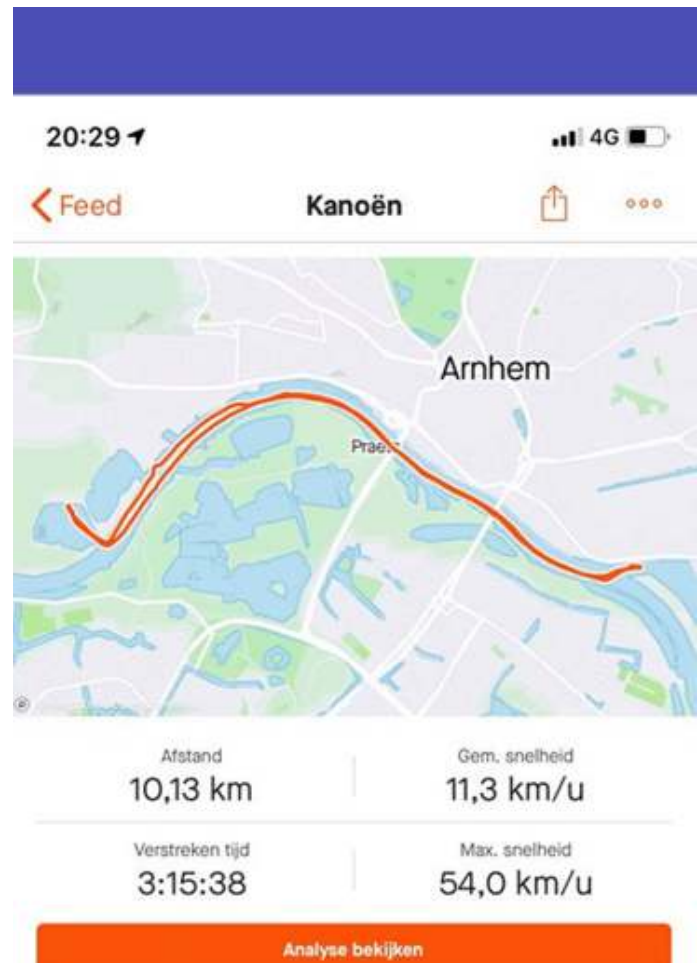 20:29
4G
Feed
Kanoën
Arnhem
Afstand
10,13 km
Gem. snelheid
11,3 km/u
Verstreken tijd
3:15:38
Max. snelheid
54,0 km/u
Analyse bekijken